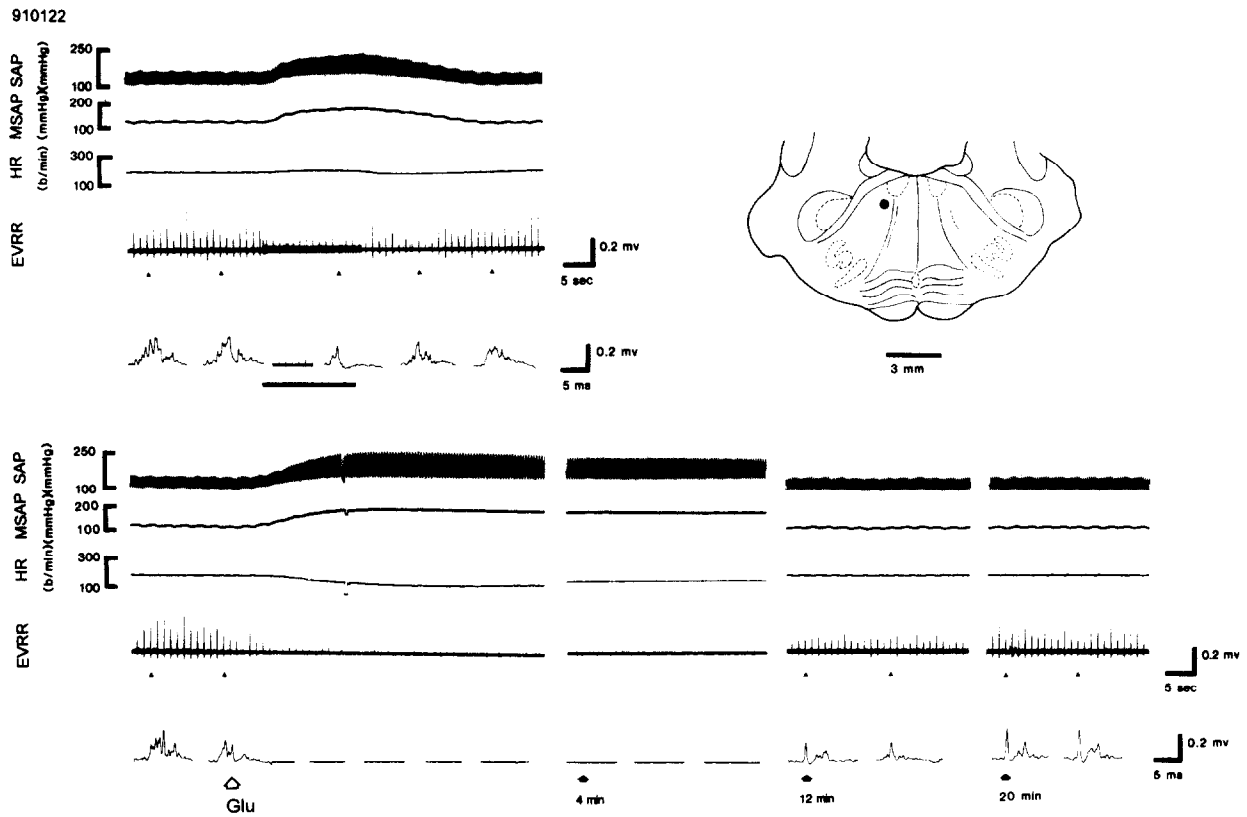 910122
SAP (mmHg)
250
100
MSAP (mmHg)
200
100
HR (b/min)
300
100
EVRR
0.2 mv
5 sec
0.2 mv
5 ms
3 mm
SAP (mmHg)
250
100
MSAP (mmHg)
200
100
HR (b/min)
300
100
EVRR
0.2 mv
5 sec
0.2 mv
5 ms
Glu
4 min
12 min
20 min